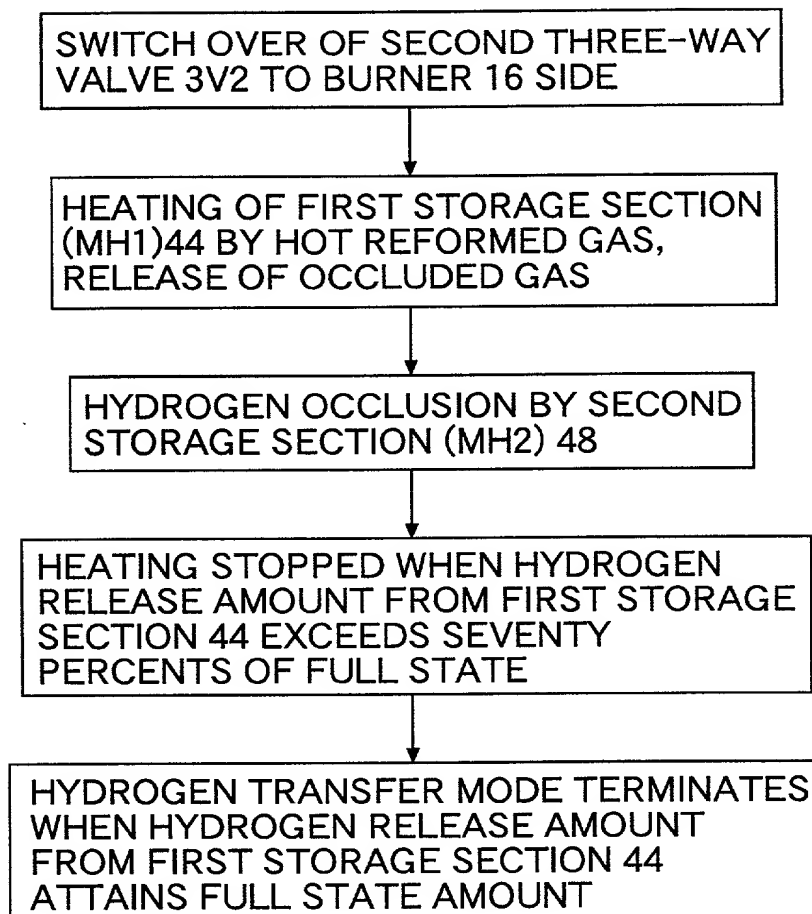 SWITCH OVER OF SECOND THREE-WAY
VALVE 3V2 TO BURNER 16 SIDE
HEATING OF FIRST STORAGE SECTION
(MH1)44 BY HOT REFORMED GAS,
RELEASE OF OCCLUDED GAS
HYDROGEN OCCLUSION BY SECOND
STORAGE SECTION (MH2) 48
HEATING STOPPED WHEN HYDROGEN
RELEASE AMOUNT FROM FIRST STORAGE
SECTION 44 EXCEEDS SEVENTY
PERCENTS OF FULL STATE
HYDROGEN TRANSFER MODE TERMINATES
WHEN HYDROGEN RELEASE AMOUNT
FROM FIRST STORAGE SECTION 44
ATTAINS FULL STATE AMOUNT